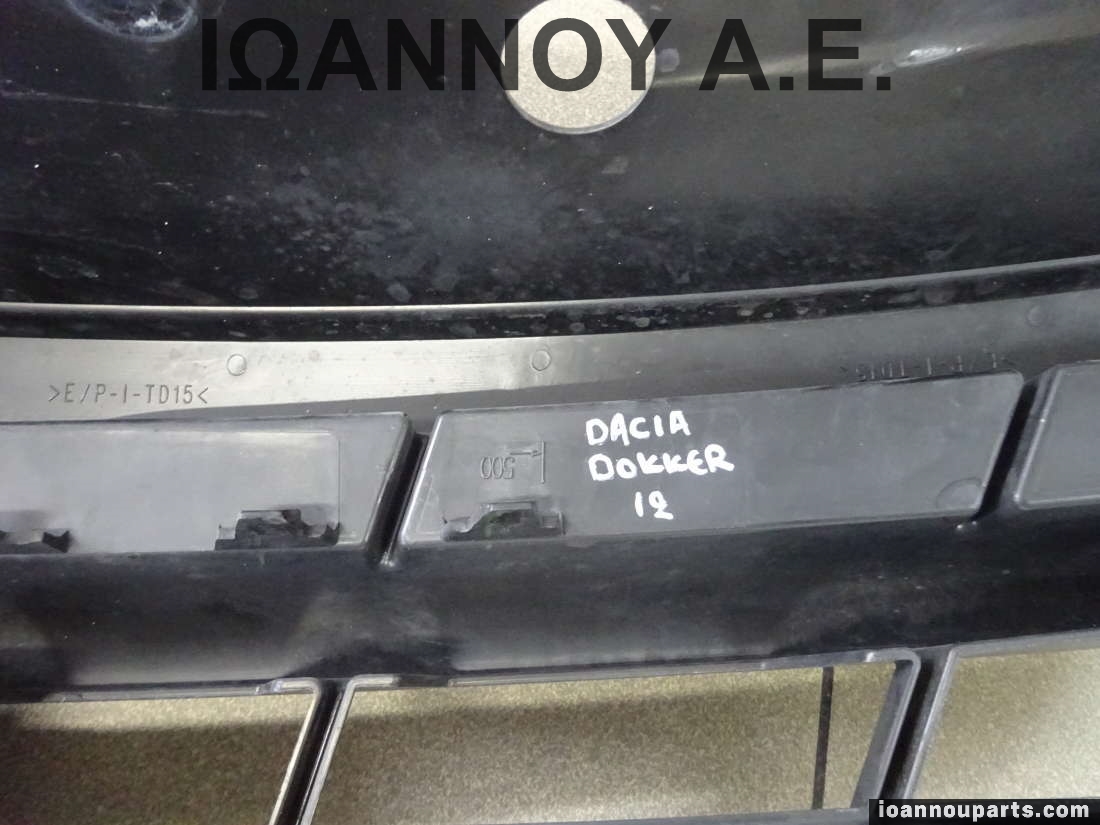 ΙΩΑΝΝΟΥ Α.Ε.
>E/P-I-TD15<
500
DACIA
DOKKER
12
ioannouparts.com